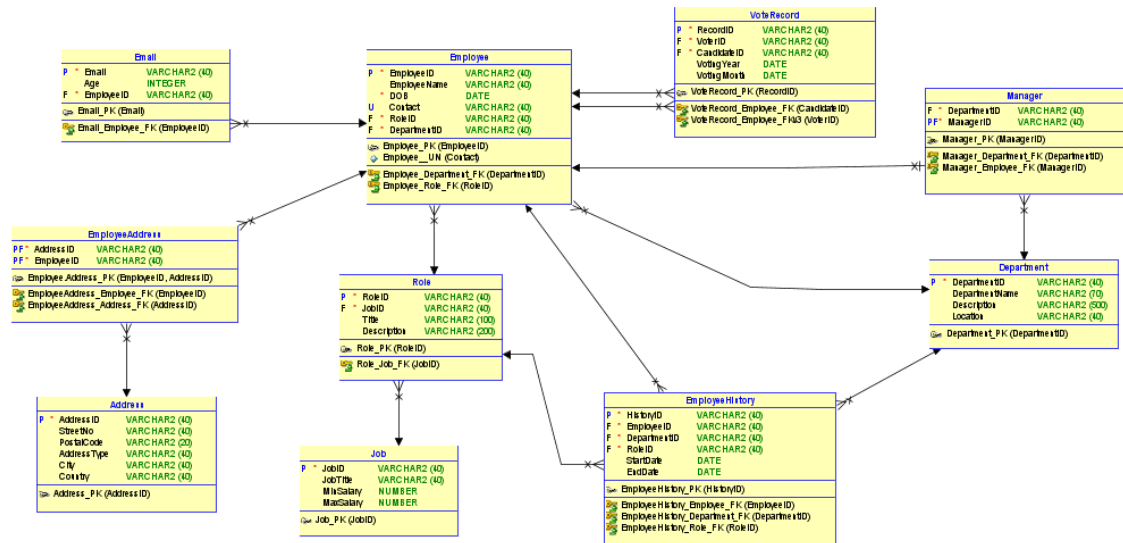 VoteRecord
P * RecordID VARCHAR2 (40)
F * VoterID VARCHAR2 (40)
F * CandidateID VARCHAR2 (40)
VotingYear DATE
VotingMonth DATE
VoteRecord_PK (RecordID)
VoteRecord_Employee_FK (CandidateID)
VoteRecord_Employee_FKv3 (VoterID)
Email
P * Email VARCHAR2 (40)
Age INTEGER
F * EmployeeID VARCHAR2 (40)
Email_PK (Email)
Email_Employee_FK (EmployeeID)
Employee
P * EmployeeID VARCHAR2 (40)
EmployeeName VARCHAR2 (40)
* DOB DATE
U Contact VARCHAR2 (40)
F * RoleID VARCHAR2 (40)
F * DepartmentID VARCHAR2 (40)
Employee_PK (EmployeeID)
Employee__UN (Contact)
Employee_Department_FK (DepartmentID)
Employee_Role_FK (RoleID)
Manager
F * DepartmentID VARCHAR2 (40)
PF * ManagerID VARCHAR2 (40)
Manager_PK (ManagerID)
Manager_Department_FK (DepartmentID)
Manager_Employee_FK (ManagerID)
EmployeeAddress
PF * AddressID VARCHAR2 (40)
PF * EmployeeID VARCHAR2 (40)
Employee.Address_PK (EmployeeID, AddressID)
EmployeeAddress_Employee_FK (EmployeeID)
EmployeeAddress_Address_FK (AddressID)
Role
P * RoleID VARCHAR2 (40)
F * JobID VARCHAR2 (40)
Title VARCHAR2 (100)
Description VARCHAR2 (200)
Role_PK (RoleID)
Role_Job_FK (JobID)
Department
P * DepartmentID VARCHAR2 (40)
DepartmentName VARCHAR2 (70)
Description VARCHAR2 (500)
Location VARCHAR2 (40)
Department_PK (DepartmentID)
Address
P * AddressID VARCHAR2 (40)
StreetNo VARCHAR2 (40)
PostalCode VARCHAR2 (20)
AddressType VARCHAR2 (40)
City VARCHAR2 (40)
Country VARCHAR2 (40)
Address_PK (AddressID)
Job
P * JobID VARCHAR2 (40)
JobTitle VARCHAR2 (40)
MinSalary NUMBER
MaxSalary NUMBER
Job_PK (JobID)
EmployeeHistory
P * HistoryID VARCHAR2 (40)
F * EmployeeID VARCHAR2 (40)
F * DepartmentID VARCHAR2 (40)
F * RoleID VARCHAR2 (40)
StartDate DATE
EndDate DATE
EmployeeHistory_PK (HistoryID)
EmployeeHistory_Employee_FK (EmployeeID)
EmployeeHistory_Department_FK (DepartmentID)
EmployeeHistory_Role_FK (RoleID)